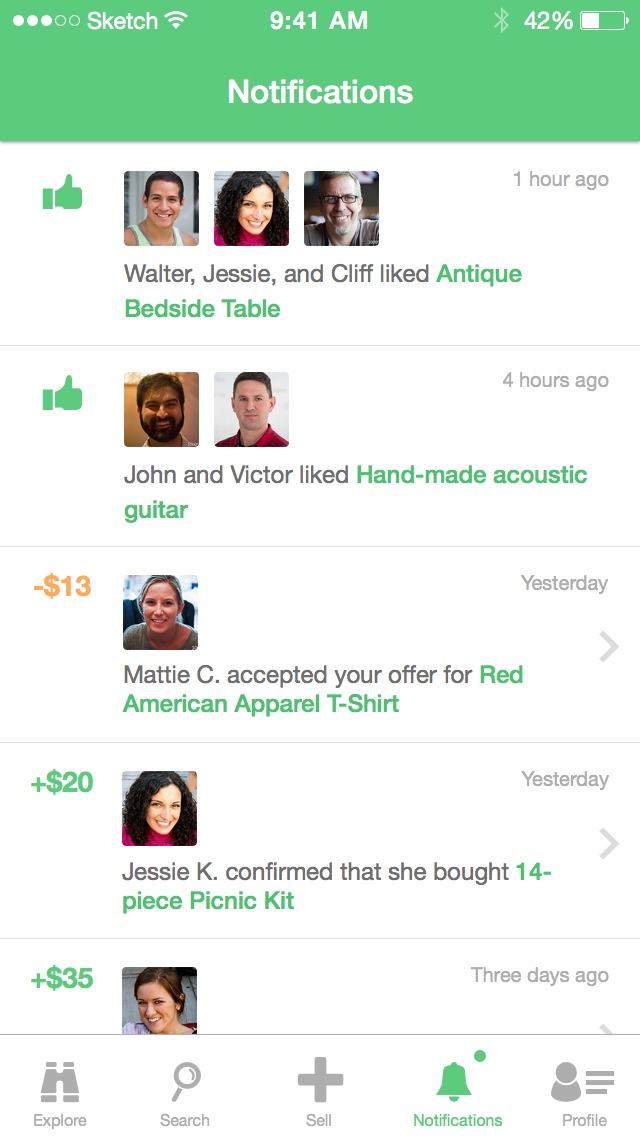 Sketch 9:41 AM 42%
Notifications
1 hour ago
Walter, Jessie, and Cliff liked Antique
Bedside Table
4 hours ago
John and Victor liked Hand-made acoustic
guitar
-$13
Yesterday
Mattie C. accepted your offer for Red
American Apparel T-Shirt
+$20
Yesterday
Jessie K. confirmed that she bought 14-
piece Picnic Kit
+$35
Three days ago
Explore Search Sell Notifications Profile